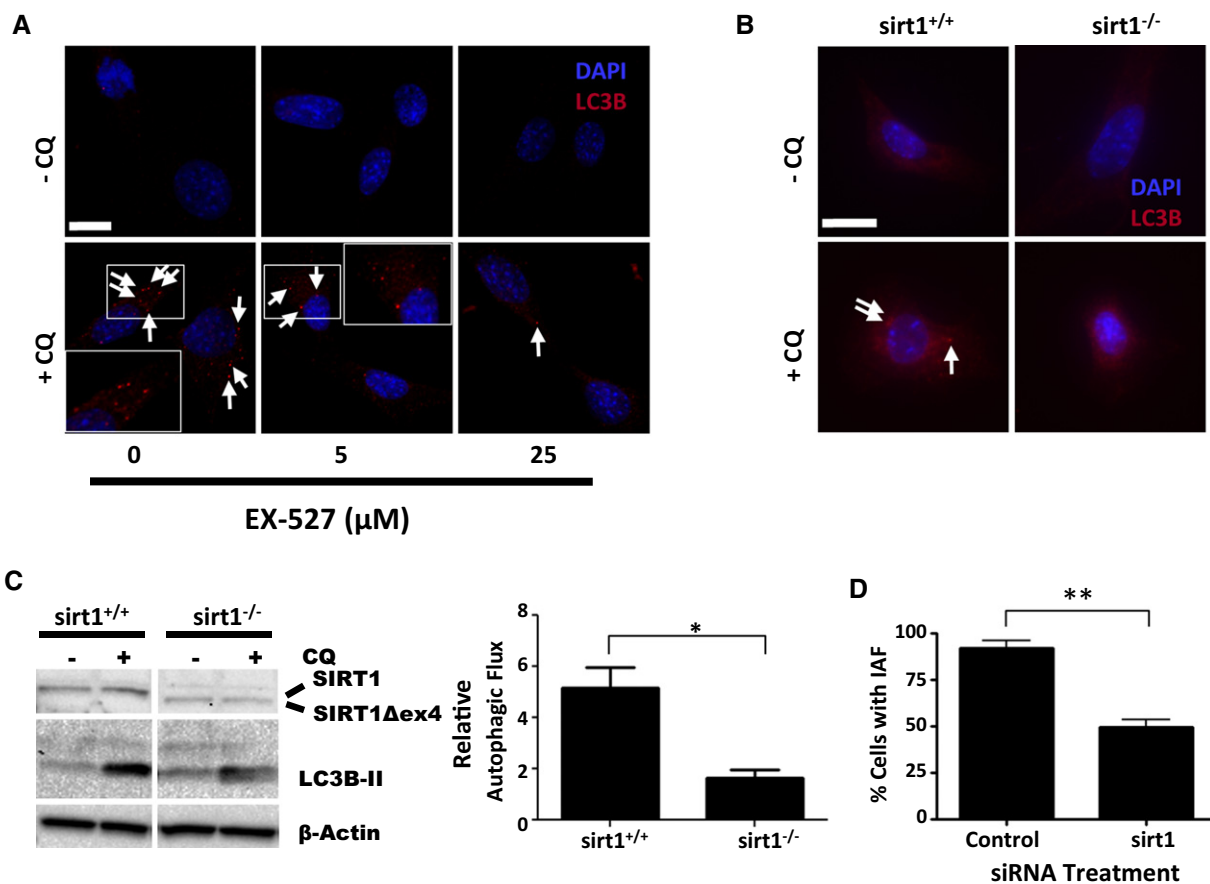 A
DAPI
LC3B
- CQ
+ CQ
0 5 25
EX-527 (μM)
B
sirt1+/+ sirt1-/-
DAPI
LC3B
- CQ
+ CQ
C
sirt1+/+ sirt1-/-
- + - + CQ
SIRT1
SIRT1Δex4
LC3B-II
β-Actin
Relative
Autophagic Flux
8
6
4
2
0
*
sirt1+/+ sirt1-/-
D
% Cells with IAF
100
75
50
25
0
**
Control sirt1
siRNA Treatment